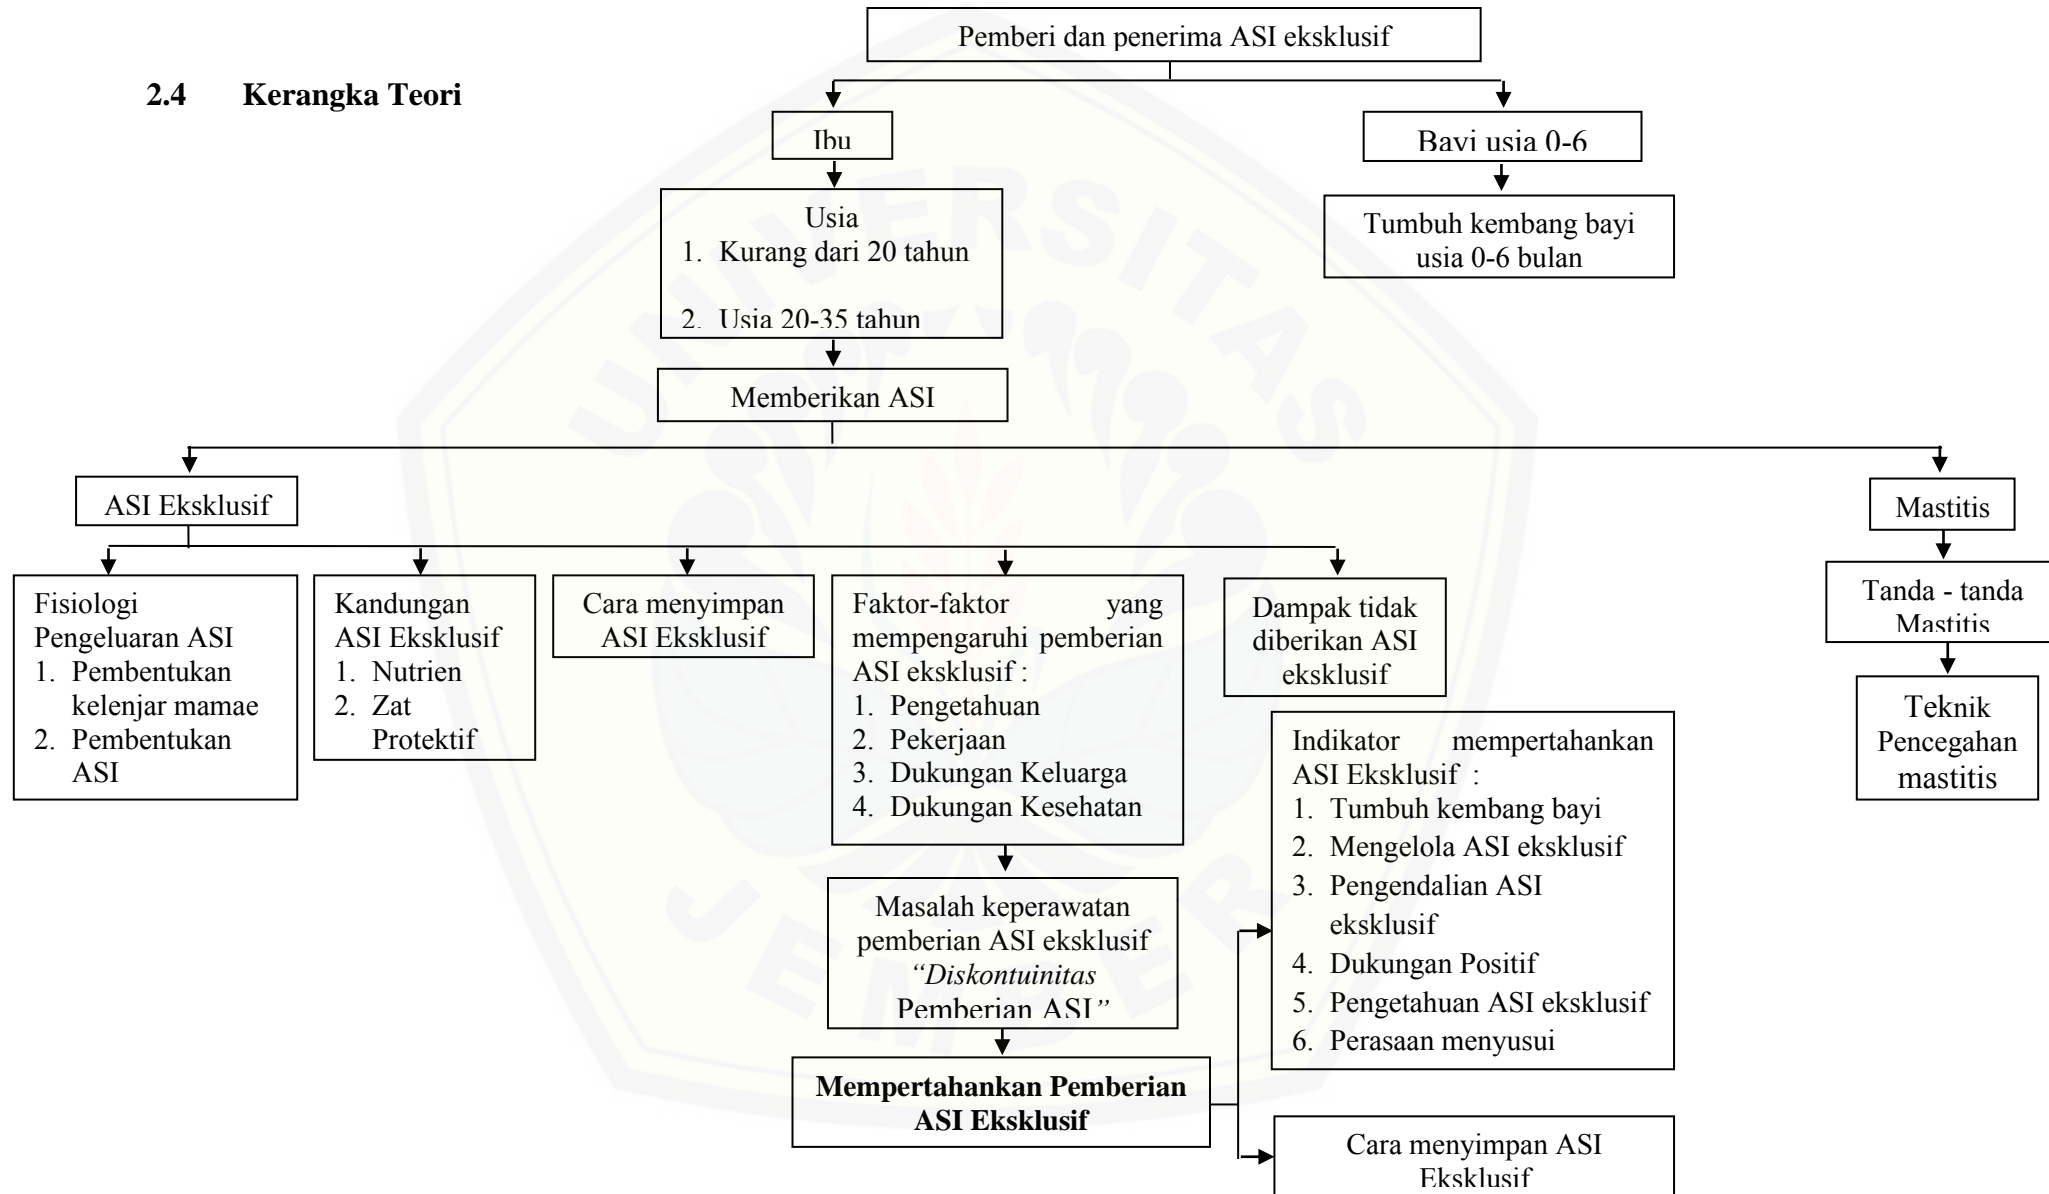 Pemberi dan penerima ASI eksklusif
2.4 Kerangka Teori
Ibu
Bayi usia 0-6
Usia
1. Kurang dari 20 tahun
2. Usia 20-35 tahun
Tumbuh kembang bayi
usia 0-6 bulan
Memberikan ASI
ASI Eksklusif
Mastitis
Fisiologi
Pengeluaran ASI
1. Pembentukan
kelenjar mamae
2. Pembentukan
ASI
Kandungan
ASI Eksklusif
1. Nutrien
2. Zat
Protektif
Cara menyimpan
ASI Eksklusif
Faktor-faktor yang
mempengaruhi pemberian
ASI eksklusif :
1. Pengetahuan
2. Pekerjaan
3. Dukungan Keluarga
4. Dukungan Kesehatan
Dampak tidak
diberikan ASI
eksklusif
Tanda - tanda
Mastitis
Teknik
Pencegahan
mastitis
Indikator mempertahankan
ASI Eksklusif :
1. Tumbuh kembang bayi
2. Mengelola ASI eksklusif
3. Pengendalian ASI
eksklusif
4. Dukungan Positif
5. Pengetahuan ASI eksklusif
6. Perasaan menyusui
Masalah keperawatan
pemberian ASI eksklusif
“Diskontuinitas
Pemberian ASI”
Mempertahankan Pemberian
ASI Eksklusif
Cara menyimpan ASI
Eksklusif
UNIVERSITAS
JEMBER